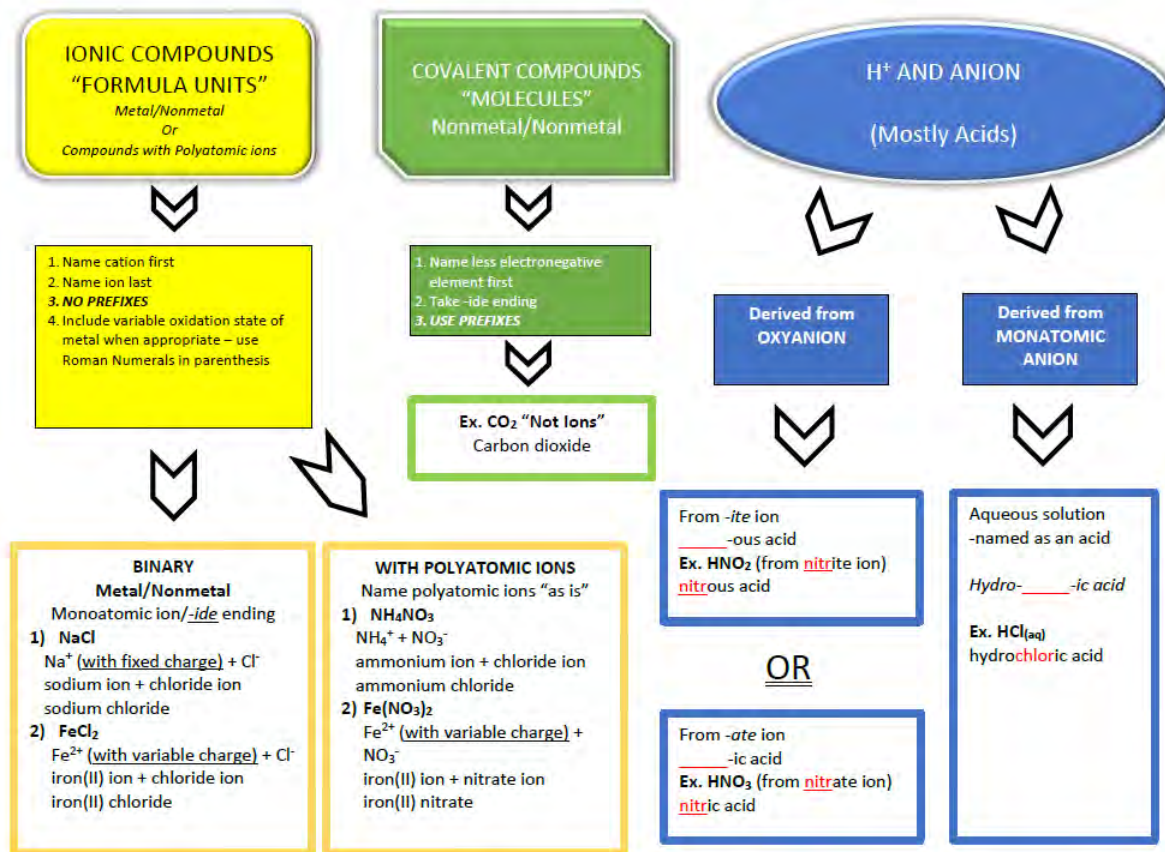 IONIC COMPOUNDS
“FORMULA UNITS”
Metal/Nonmetal
Or
Compounds with Polyatomic ions
COVALENT COMPOUNDS
“MOLECULES”
Nonmetal/Nonmetal
H⁺ AND ANION
(Mostly Acids)
1. Name cation first
2. Name ion last
3. NO PREFIXES
4. Include variable oxidation state of
metal when appropriate – use
Roman Numerals in parenthesis
1. Name less electronegative
element first
2. Take -ide ending
3. USE PREFIXES
Derived from
OXYANION
Derived from
MONATOMIC
ANION
Ex. CO₂ “Not Ions”
Carbon dioxide
BINARY
Metal/Nonmetal
Monoatomic ion/-ide ending
1) NaCl
Na⁺ (with fixed charge) + Cl⁻
sodium ion + chloride ion
sodium chloride
2) FeCl₂
Fe²⁺ (with variable charge) + Cl⁻
iron(II) ion + chloride ion
iron(II) chloride
WITH POLYATOMIC IONS
Name polyatomic ions “as is”
1) NH₄NO₃
NH₄⁺ + NO₃⁻
ammonium ion + chloride ion
ammonium chloride
2) Fe(NO₃)₂
Fe²⁺ (with variable charge) +
NO₃⁻
iron(II) ion + nitrate ion
iron(II) nitrate
From -ite ion
_____-ous acid
Ex. HNO₂ (from nitrite ion)
nitrous acid
OR
From -ate ion
_____-ic acid
Ex. HNO₃ (from nitrate ion)
nitric acid
Aqueous solution
-named as an acid
Hydro-_____-ic acid
Ex. HCl(aq)
hydrochloric acid